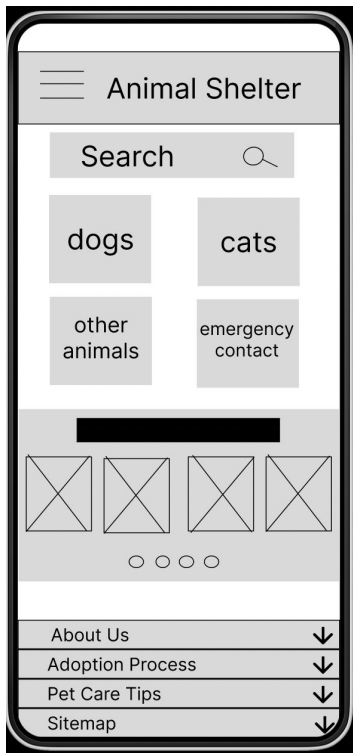 Animal Shelter
Search
dogs
cats
other
animals
emergency
contact
About Us
Adoption Process
Pet Care Tips
Sitemap